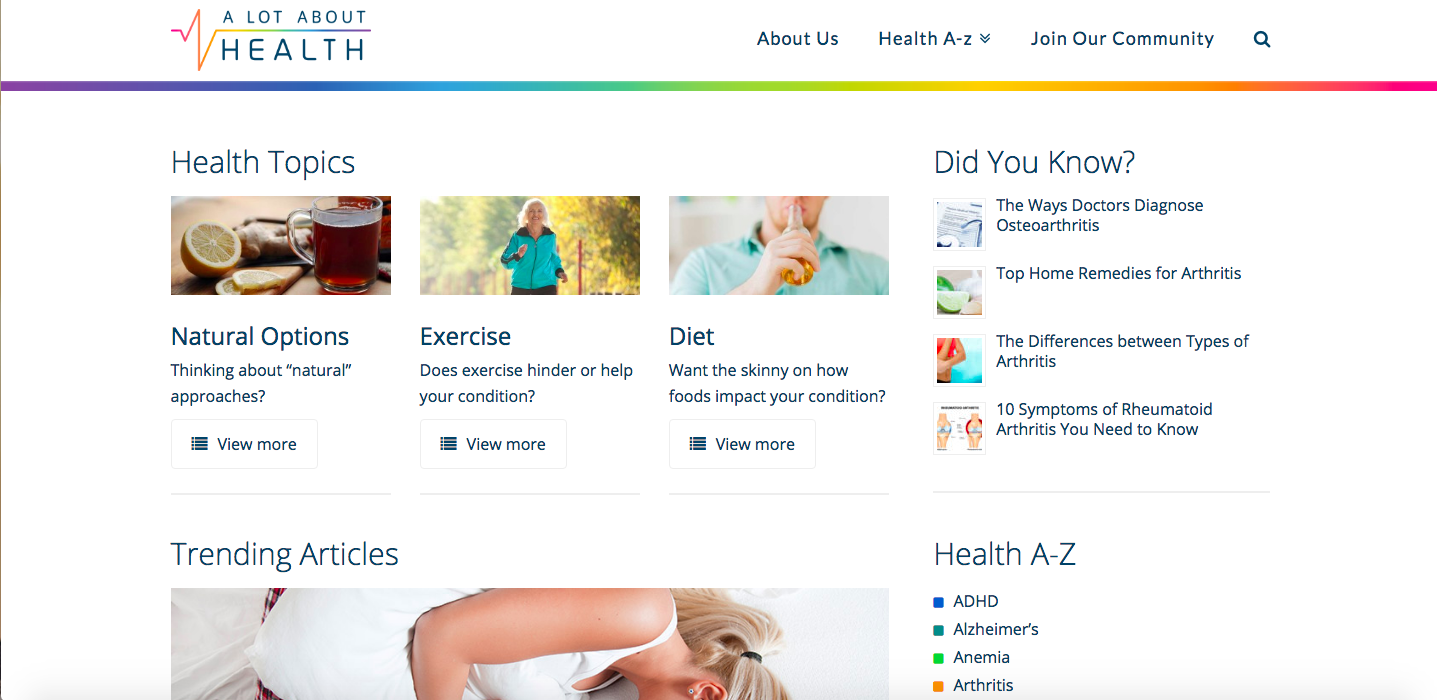 A LOT ABOUT
HEALTH
About Us
Health A-z
Join Our Community
Health Topics
Natural Options
Thinking about “natural”
approaches?
View more
Exercise
Does exercise hinder or help
your condition?
View more
Diet
Want the skinny on how
foods impact your condition?
View more
Trending Articles
Did You Know?
The Ways Doctors Diagnose
Osteoarthritis
Top Home Remedies for Arthritis
The Differences between Types of
Arthritis
RHEUMATOID ARTHRITIS
10 Symptoms of Rheumatoid
Arthritis You Need to Know
Health A-Z
ADHD
Alzheimer’s
Anemia
Arthritis